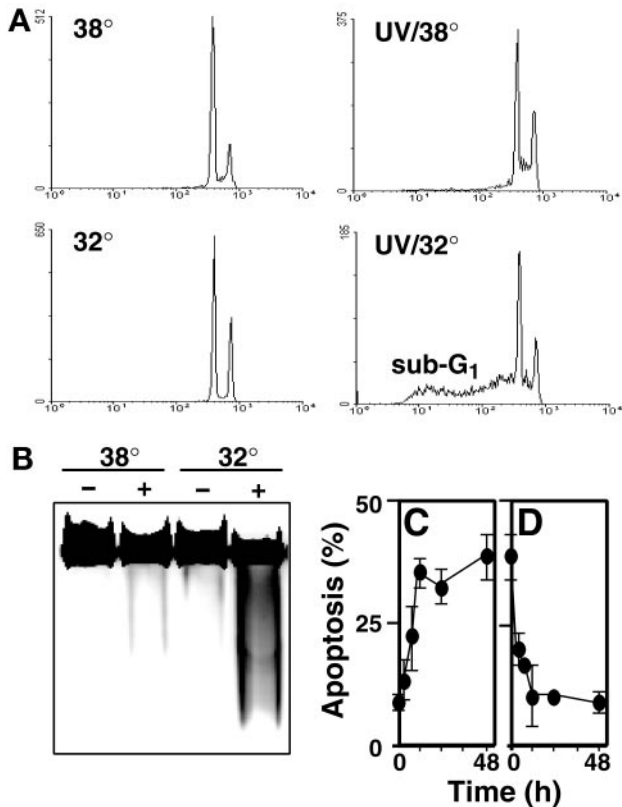 A
38°
512
0
10⁰ 10¹ 10² 10³ 10⁴
UV/38°
375
0
10⁰ 10¹ 10² 10³ 10⁴
32°
650
0
10⁰ 10¹ 10² 10³ 10⁴
UV/32°
185
0
sub-G₁
10⁰ 10¹ 10² 10³ 10⁴
B
38° 32°
− + − +
C D
Apoptosis (%)
50
25
0
0 48 0 48
Time (h)